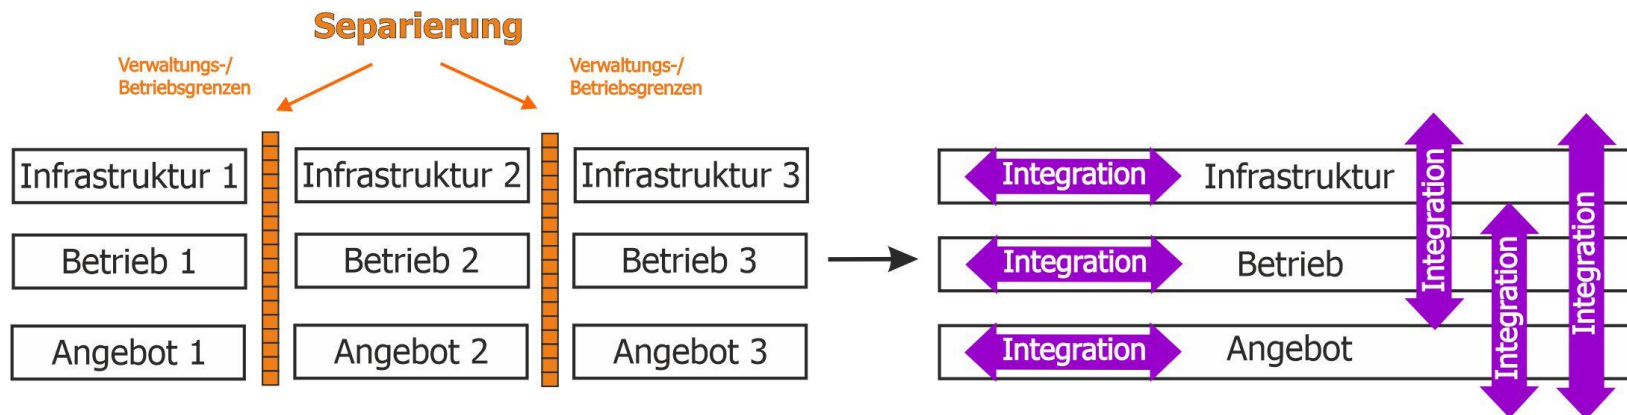 Separierung
Verwaltungs-/
Betriebsgrenzen
Verwaltungs-/
Betriebsgrenzen
Infrastruktur 1
Infrastruktur 2
Infrastruktur 3
Betrieb 1
Betrieb 2
Betrieb 3
Angebot 1
Angebot 2
Angebot 3
Integration
Infrastruktur
Integration
Betrieb
Integration
Angebot
Integration
Integration
Integration